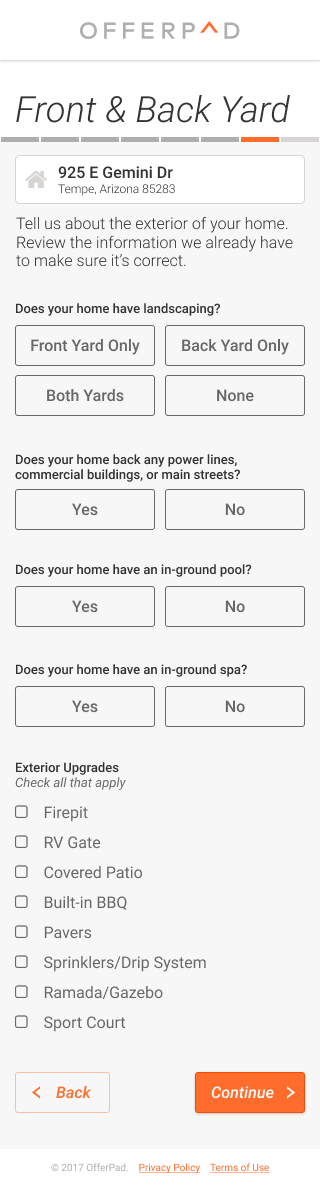 OFFERPAD
Front & Back Yard
925 E Gemini Dr
Tempe, Arizona 85283
Tell us about the exterior of your home.
Review the information we already have
to make sure it's correct.
Does your home have landscaping?
Front Yard Only
Back Yard Only
Both Yards
None
Does your home back any power lines,
commercial buildings, or main streets?
Yes
No
Does your home have an in-ground pool?
Yes
No
Does your home have an in-ground spa?
Yes
No
Exterior Upgrades
Check all that apply
Firepit
RV Gate
Covered Patio
Built-in BBQ
Pavers
Sprinklers/Drip System
Ramada/Gazebo
Sport Court
Back
Continue
© 2017 OfferPad. Privacy Policy Terms of Use